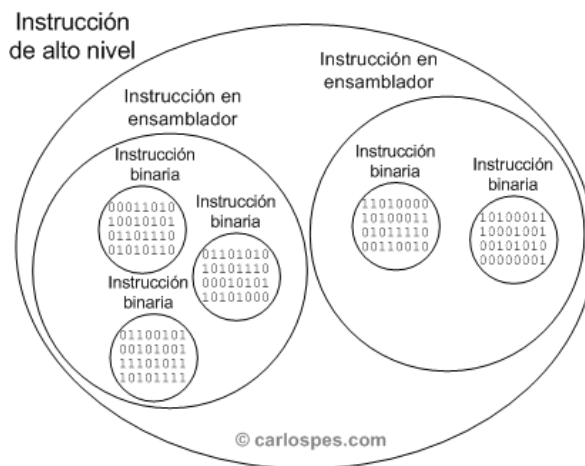 Instrucción
de alto nivel
Instrucción en
ensamblador
Instrucción
binaria
00011010
10010101
01101110
01010110
Instrucción
binaria
01101010
10101110
00010101
10101000
Instrucción
binaria
01100101
00101001
11101011
10101111
Instrucción en
ensamblador
Instrucción
binaria
11010000
10100011
01011110
00110010
Instrucción
binaria
10100011
10001001
00101010
00000001
© carlospes.com